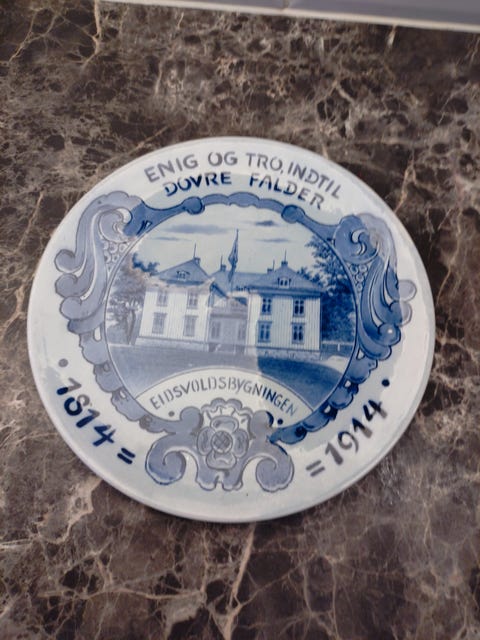 ENIG OG TRO, INDTIL
DOVRE FALDER
EIDSVOLDSBYGNINGEN
• 1814 =
= 1914 •